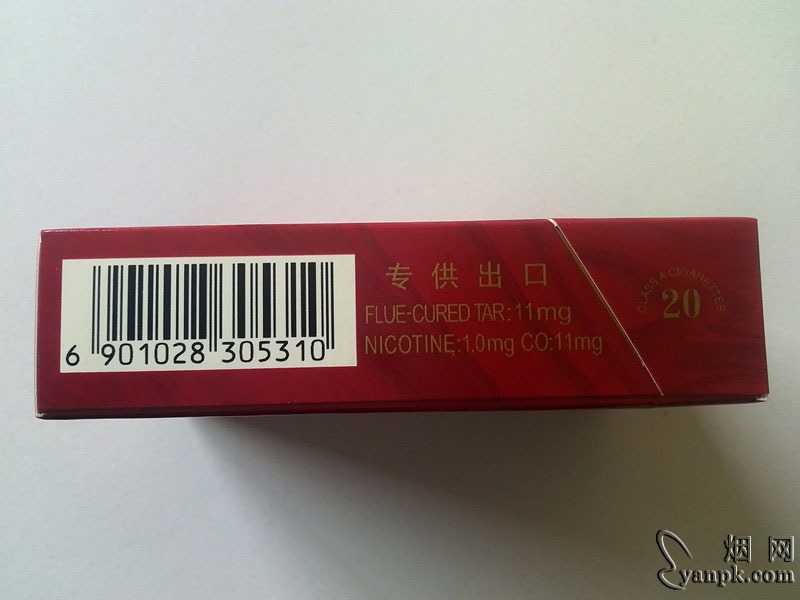 专供出口
FLUE-CURED TAR:11mg
NICOTINE:1.0mg CO:11mg
6 901028 305310
CLASS A CIGARETTES
20
烟网
yanpk.com